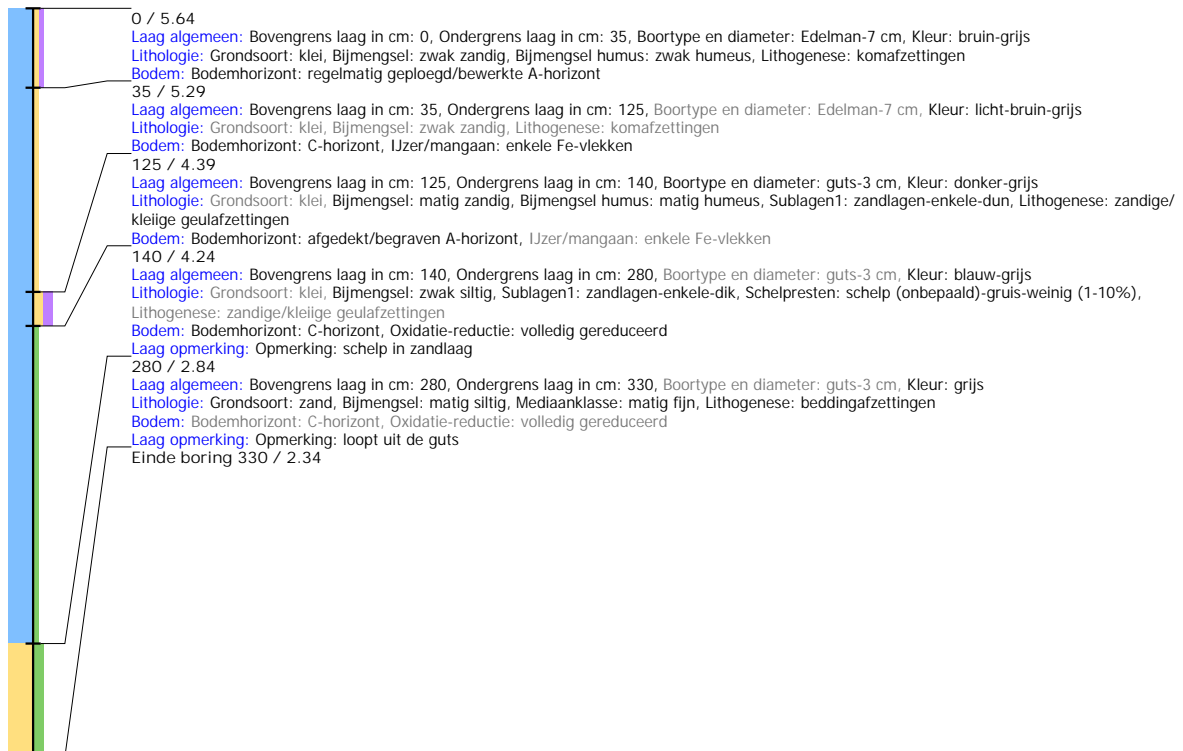 0 / 5.64
Laag algemeen: Bovengrens laag in cm: 0, Ondergrens laag in cm: 35, Boortype en diameter: Edelman-7 cm, Kleur: bruin-grijs
Lithologie: Grondsoort: klei, Bijmengsel: zwak zandig, Bijmengsel humus: zwak humeus, Lithogenese: komafzettingen
Bodem: Bodemhorizont: regelmatig geploegd/bewerkte A-horizont
35 / 5.29
Laag algemeen: Bovengrens laag in cm: 35, Ondergrens laag in cm: 125, Boortype en diameter: Edelman-7 cm, Kleur: licht-bruin-grijs
Lithologie: Grondsoort: klei, Bijmengsel: zwak zandig, Lithogenese: komafzettingen
Bodem: Bodemhorizont: C-horizont, IJzer/mangaan: enkele Fe-vlekken
125 / 4.39
Laag algemeen: Bovengrens laag in cm: 125, Ondergrens laag in cm: 140, Boortype en diameter: guts-3 cm, Kleur: donker-grijs
Lithologie: Grondsoort: klei, Bijmengsel: matig zandig, Bijmengsel humus: matig humeus, Sublagen1: zandlagen-enkele-dun, Lithogenese: zandige/
kleiige geulafzettingen
Bodem: Bodemhorizont: afgedekt/begraven A-horizont, IJzer/mangaan: enkele Fe-vlekken
140 / 4.24
Laag algemeen: Bovengrens laag in cm: 140, Ondergrens laag in cm: 280, Boortype en diameter: guts-3 cm, Kleur: blauw-grijs
Lithologie: Grondsoort: klei, Bijmengsel: zwak siltig, Sublagen1: zandlagen-enkele-dik, Schelpresten: schelp (onbepaald)-gruis-weinig (1-10%),
Lithogenese: zandige/kleiige geulafzettingen
Bodem: Bodemhorizont: C-horizont, Oxidatie-reductie: volledig gereduceerd
Laag opmerking: Opmerking: schelp in zandlaag
280 / 2.84
Laag algemeen: Bovengrens laag in cm: 280, Ondergrens laag in cm: 330, Boortype en diameter: guts-3 cm, Kleur: grijs
Lithologie: Grondsoort: zand, Bijmengsel: matig siltig, Mediaanklasse: matig fijn, Lithogenese: beddingafzettingen
Bodem: Bodemhorizont: C-horizont, Oxidatie-reductie: volledig gereduceerd
Laag opmerking: Opmerking: loopt uit de guts
Einde boring 330 / 2.34